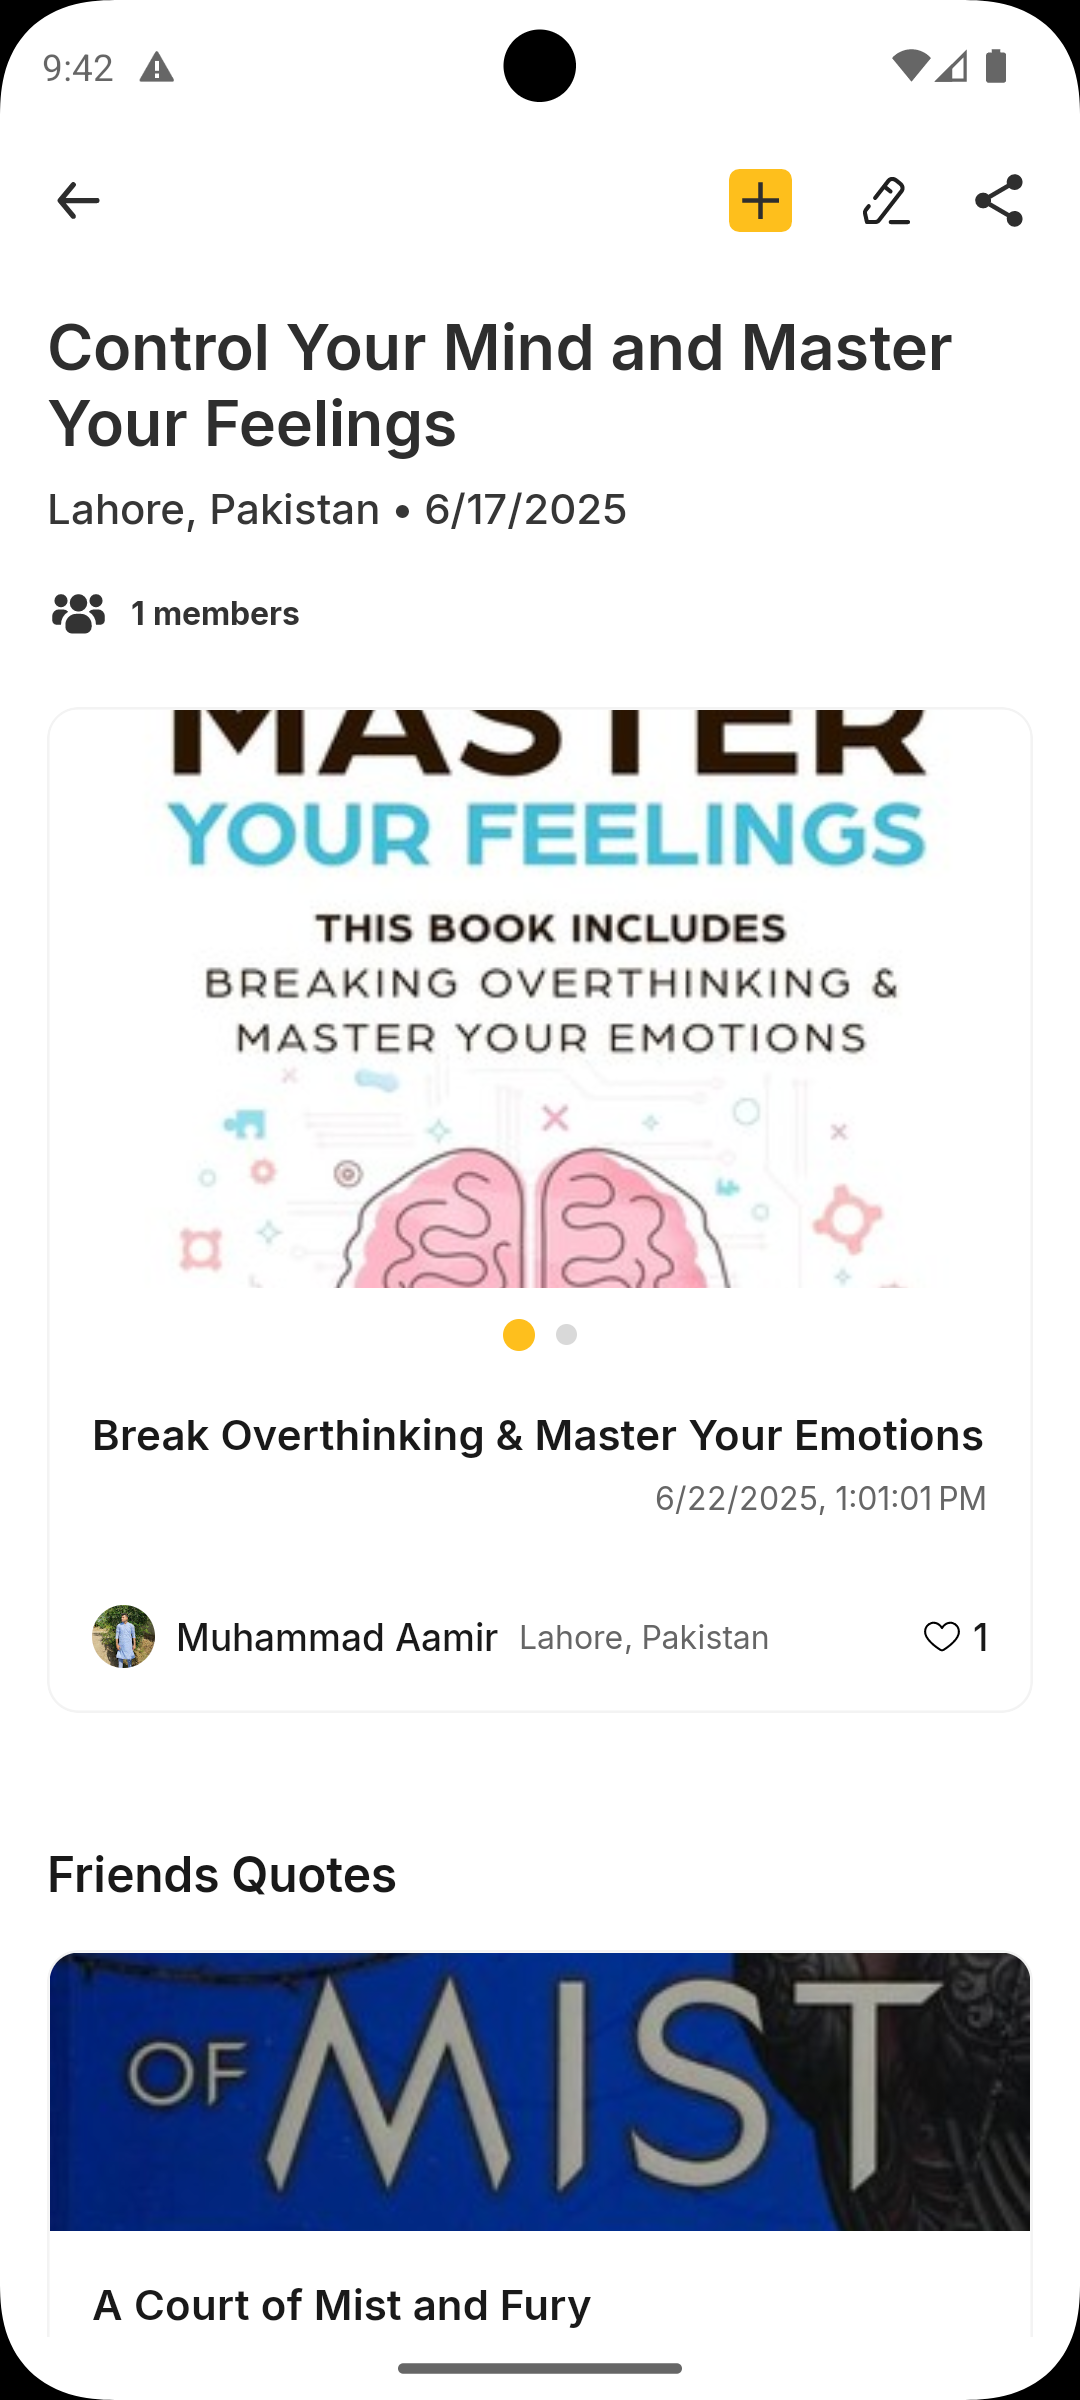 9:42
Control Your Mind and Master
Your Feelings
Lahore, Pakistan • 6/17/2025
1 members
MASTER
YOUR FEELINGS
THIS BOOK INCLUDES
BREAKING OVERTHINKING &
MASTER YOUR EMOTIONS
Break Overthinking & Master Your Emotions
6/22/2025, 1:01:01 PM
Muhammad Aamir Lahore, Pakistan 1
Friends Quotes
OF MIST
A Court of Mist and Fury